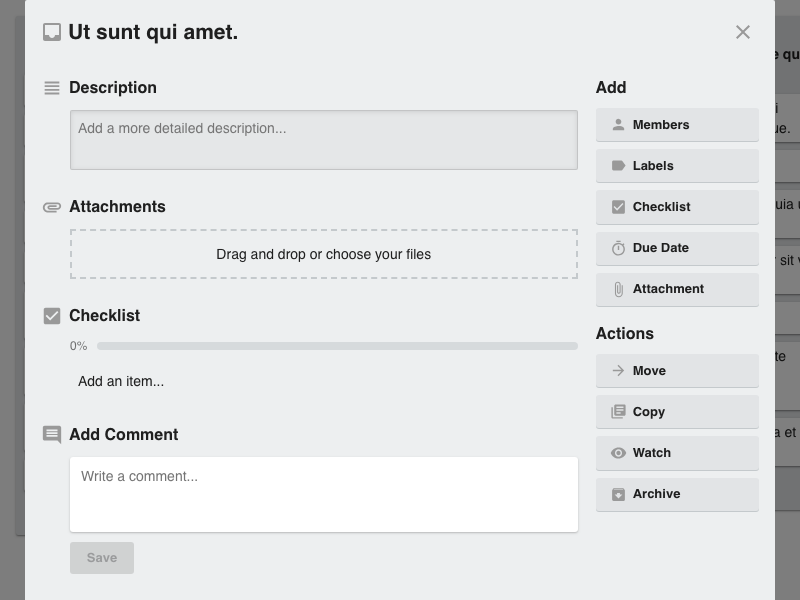 Ut sunt qui amet.
Description
Add a more detailed description...
Attachments
Drag and drop or choose your files
Checklist
0%
Add an item...
Add Comment
Write a comment...
Save
Add
Members
Labels
Checklist
Due Date
Attachment
Actions
Move
Copy
Watch
Archive
qu
sit
te
a et